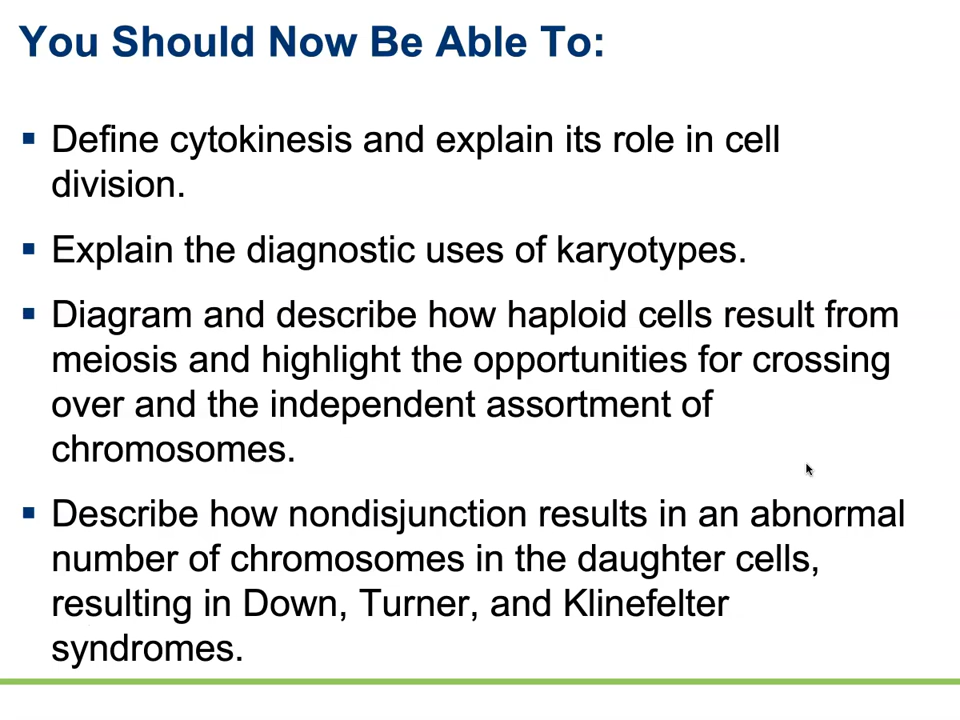 You Should Now Be Able To:
▪ Define cytokinesis and explain its role in cell
division.
▪ Explain the diagnostic uses of karyotypes.
▪ Diagram and describe how haploid cells result from
meiosis and highlight the opportunities for crossing
over and the independent assortment of
chromosomes.
▪ Describe how nondisjunction results in an abnormal
number of chromosomes in the daughter cells,
resulting in Down, Turner, and Klinefelter
syndromes.